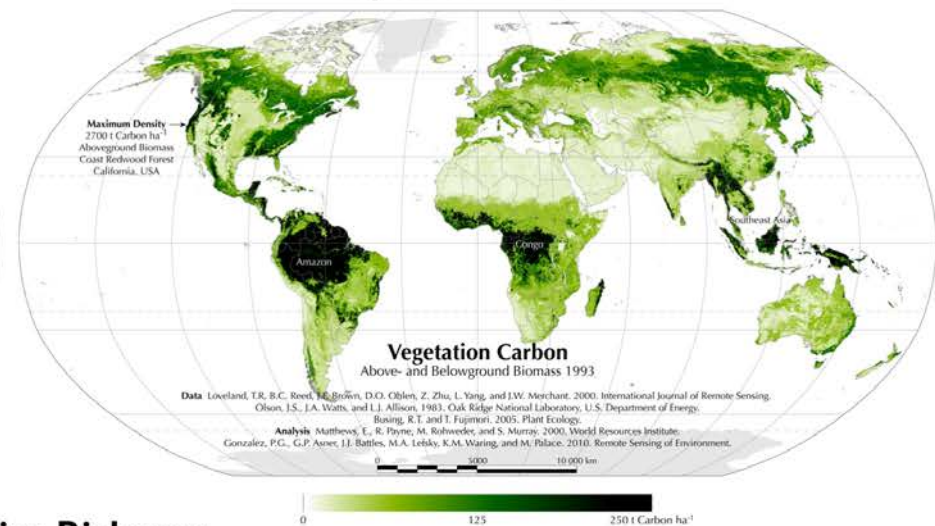 Maximum Density
2700 t Carbon ha⁻¹
Aboveground Biomass
Coast Redwood Forest
California, USA
Southeast Asia
Congo
Amazon
Vegetation Carbon
Above- and Belowground Biomass 1993
Data Loveland, T.R. B.C. Reed, J.F. Brown, D.O. Ohlen, Z. Zhu, L. Yang, and J.W. Merchant. 2000. International Journal of Remote Sensing.
Olson, J.S., J.A. Watts, and L.J. Allison. 1983. Oak Ridge National Laboratory, U.S. Department of Energy.
Busing, R.T. and T. Fujimori. 2005. Plant Ecology.
Analysis Matthews, E., R. Payne, M. Rohweder, and S. Murray. 2000. World Resources Institute.
Gonzalez, P.G., G.P. Asner, J.J. Battles, M.A. Lefsky, K.M. Waring, and M. Palace. 2010. Remote Sensing of Environment.
0 5000 10 000 km
0 125 250 t Carbon ha⁻¹